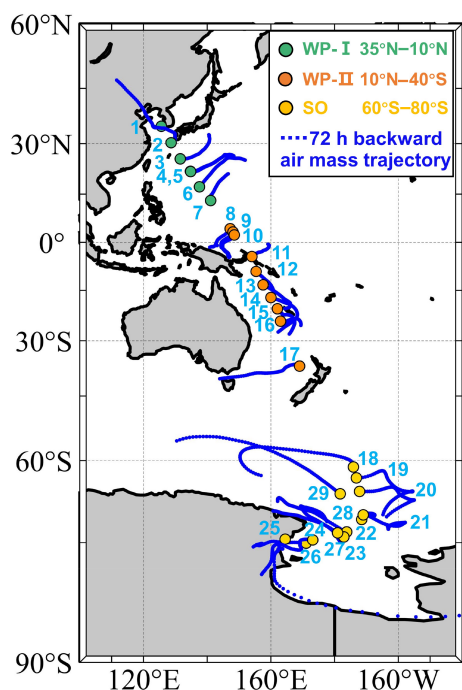 60°N
WP-I 35°N–10°N
WP-II 10°N–40°S
SO 60°S–80°S
72 h backward
air mass trajectory
1
30°N
2
3
4,5
6
7
8
9
10
0°
11
12
13
14
15
16
30°S
17
60°S
18
19
29
20
28
21
25
24
22
26
27
23
90°S
120°E
160°E
160°W